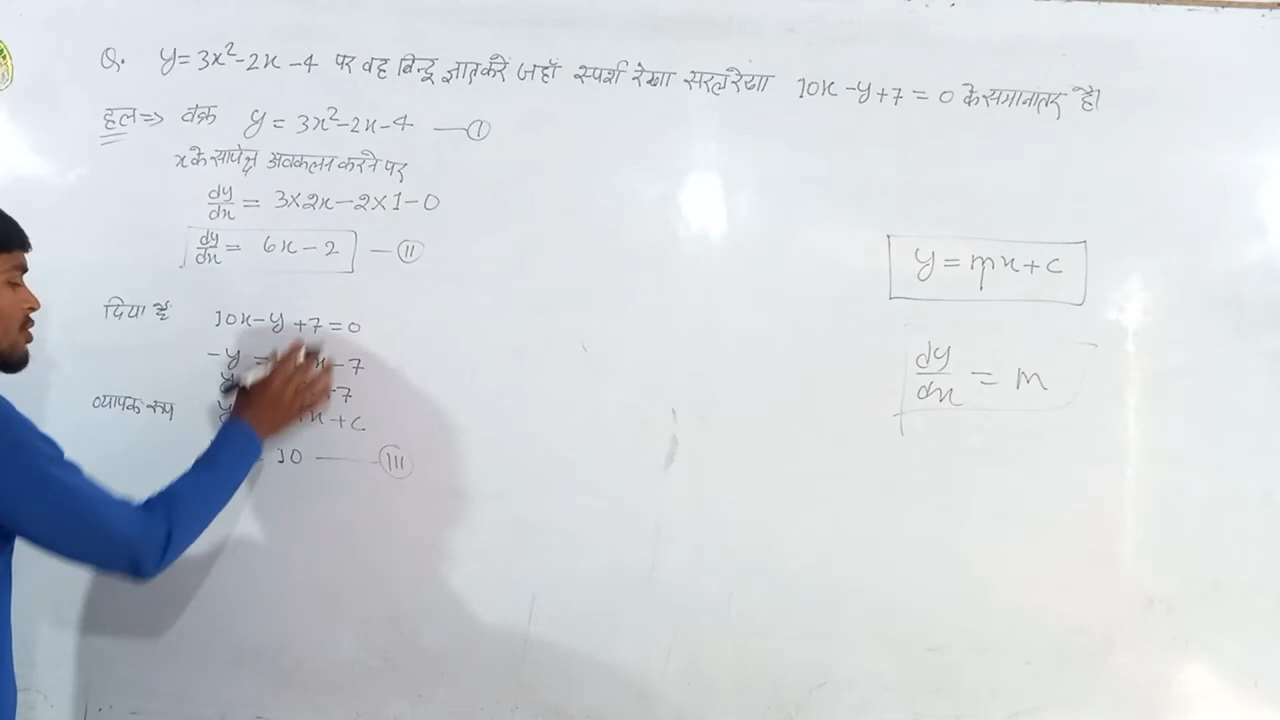 Q. y = 3x²-2x-4 पर वह बिन्दू ज्ञात करें जहाँ स्पर्श रेखा सरल रेखा 10x-y+7=0 के समानातर है।
हल⇒ वक्र y = 3x²-2x-4 —Ⓘ
x के सापेक्ष अवकलन करने पर
dy/dx = 3×2x-2×1-0
dy/dx = 6x-2 —Ⓘ︎Ⓘ
दिया है 10x-y+7=0
-y = x-7
y 7
व्यापक रूप y x+c
10 — III
y = mx+c
dy/dx = m